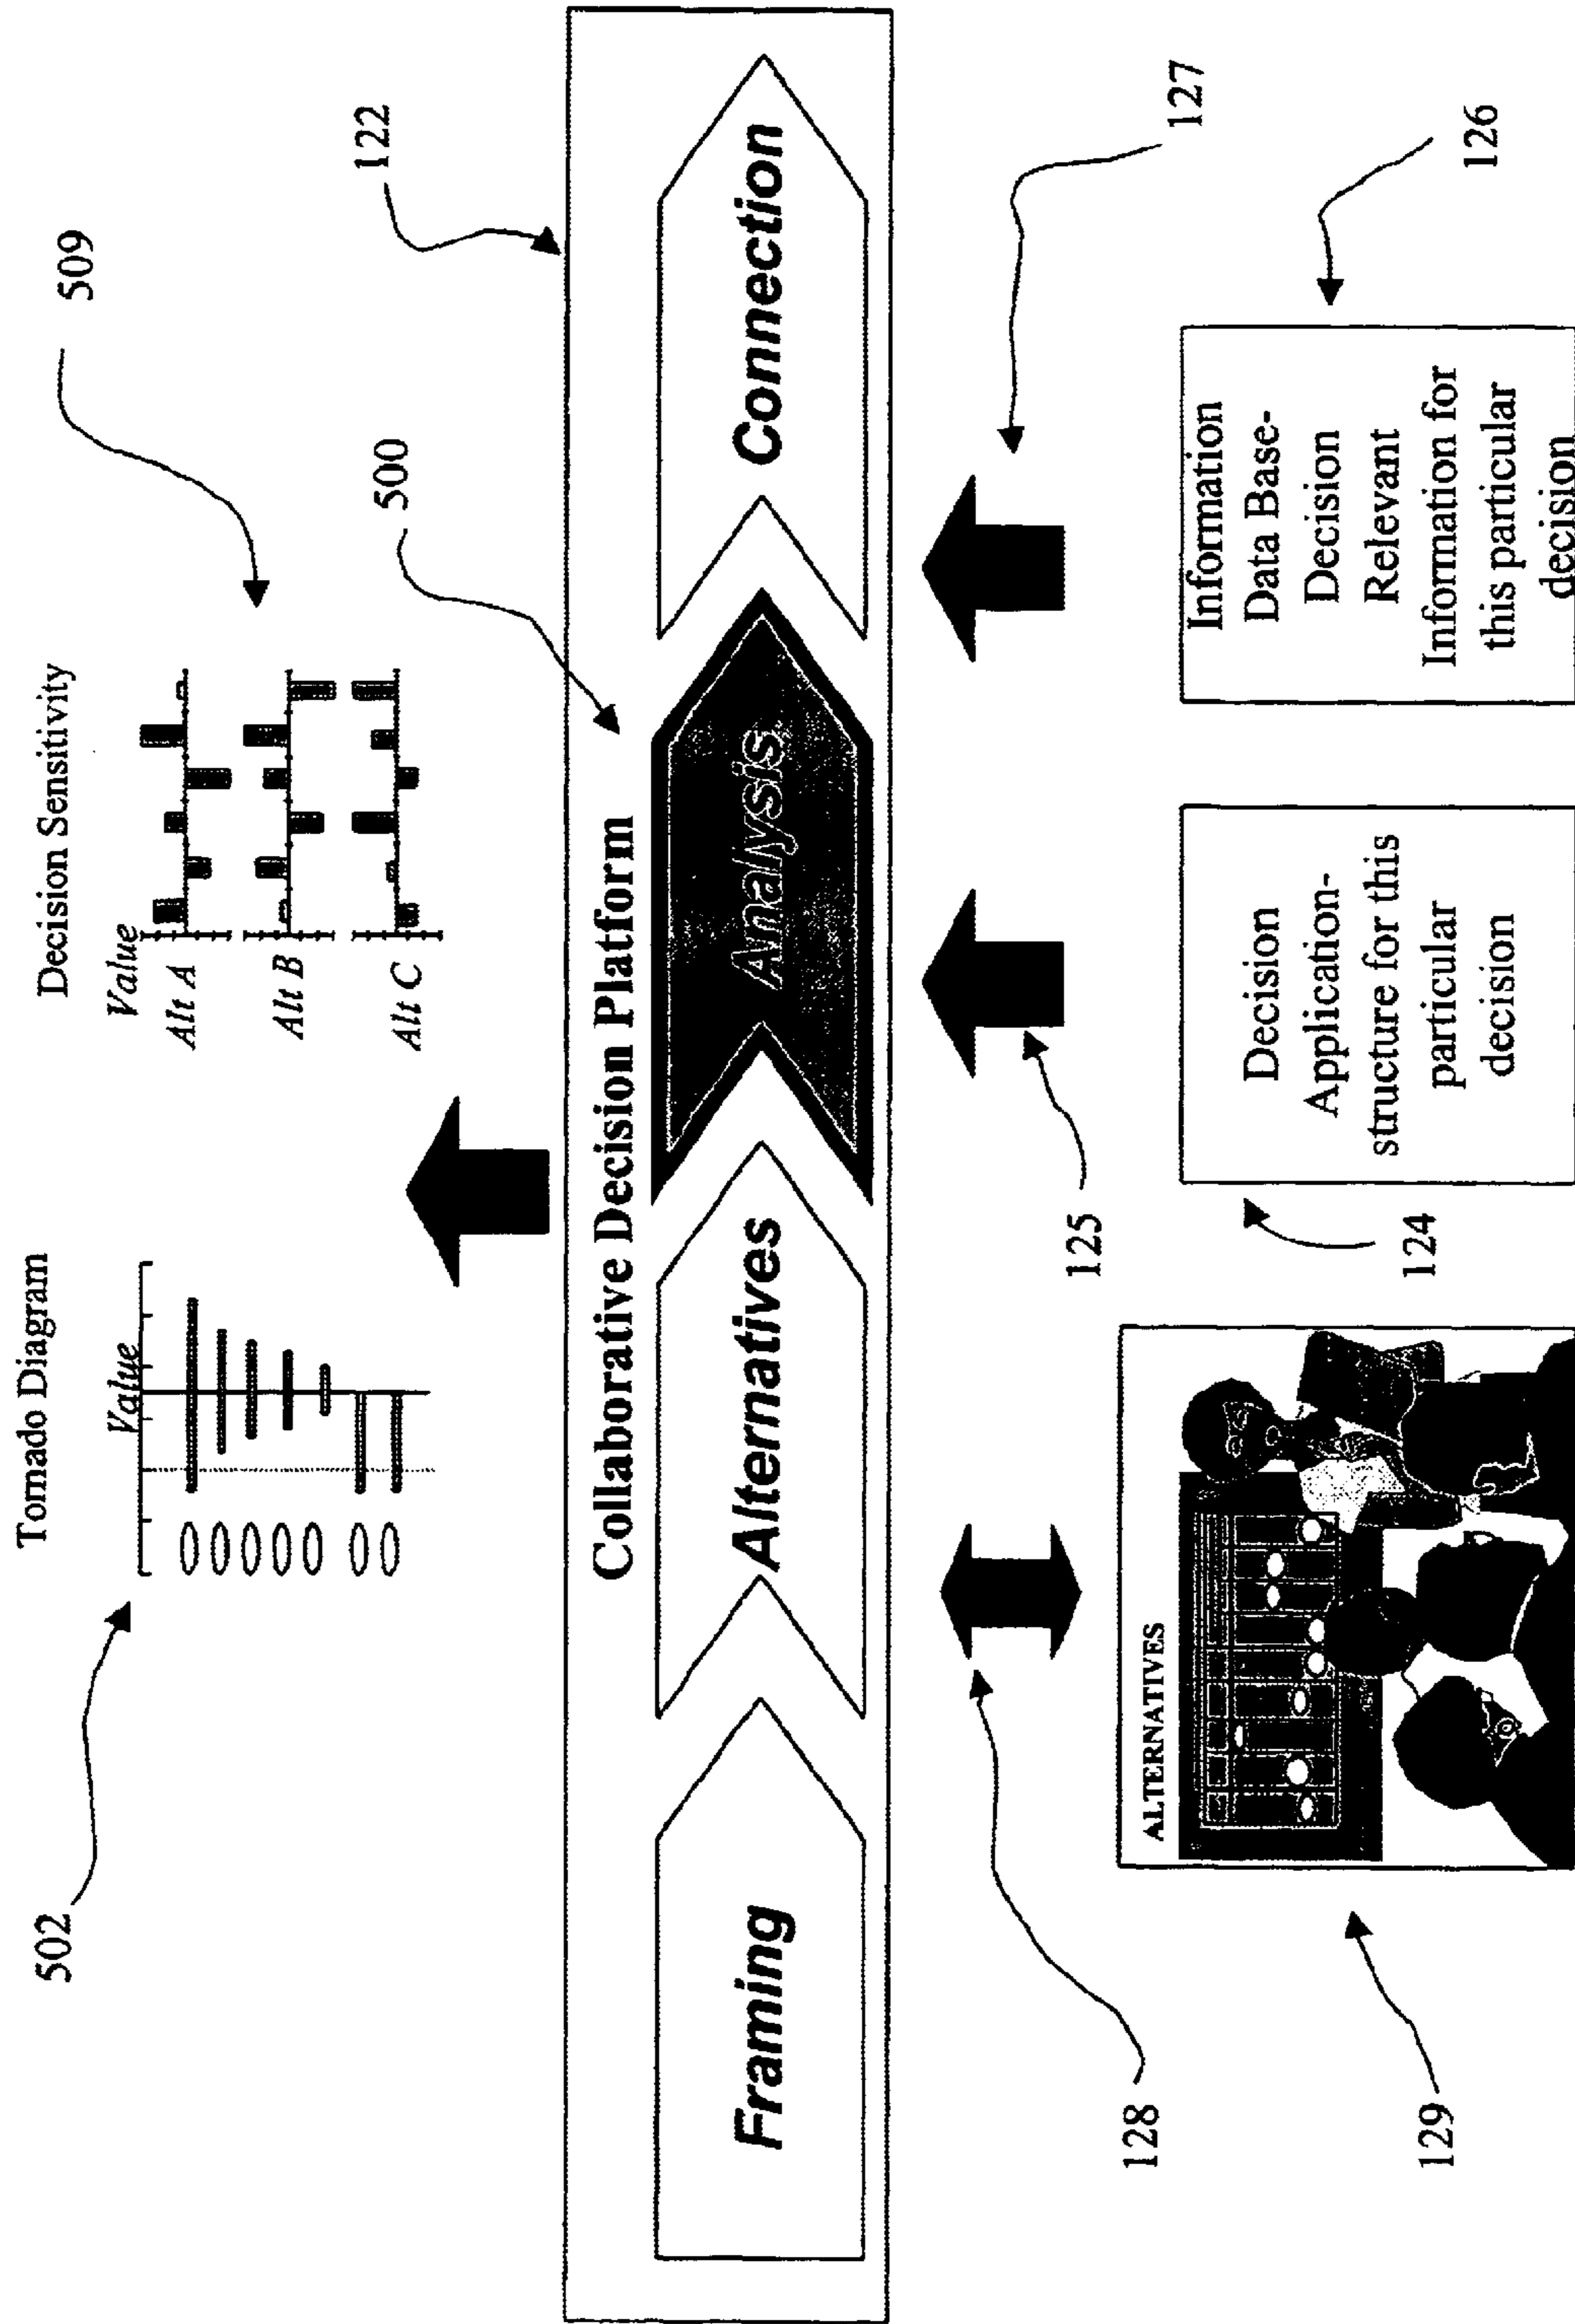 Tornado Diagram
Decision Sensitivity
502
509
Value
Value
Alt A
Alt B
Alt C
500
122
Collaborative Decision Platform
Framing
Alternatives
Analysis
Connection
128
125
127
129
124
126
ALTERNATIVES
Decision
Application-
structure for this
particular
decision
Information
Data Base-
Decision
Relevant
Information for
this particular
decision